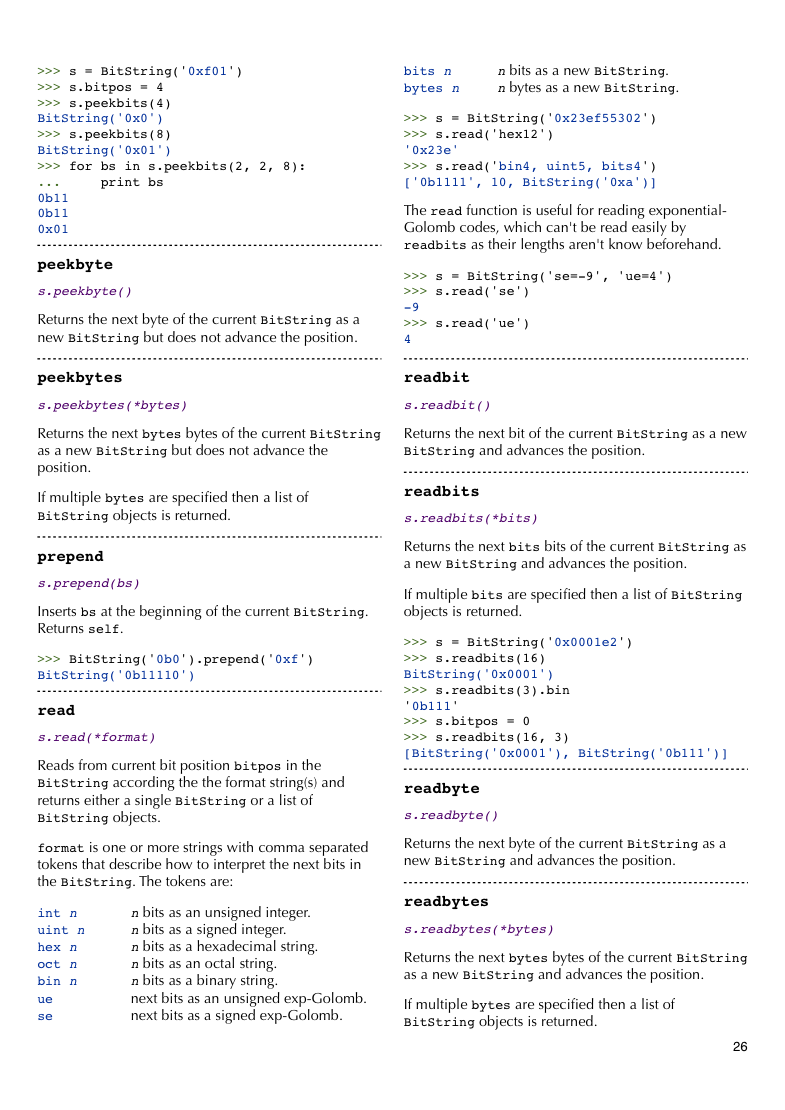 >>> s = BitString('0xf01')
>>> s.bitpos = 4
>>> s.peekbits(4)
BitString('0x0')
>>> s.peekbits(8)
BitString('0x01')
>>> for bs in s.peekbits(2, 2, 8):
...     print bs
0b11
0b11
0x01
peekbyte
s.peekbyte()
Returns the next byte of the current BitString as a
new BitString but does not advance the position.
peekbytes
s.peekbytes(*bytes)
Returns the next bytes bytes of the current BitString
as a new BitString but does not advance the
position.
If multiple bytes are specified then a list of
BitString objects is returned.
prepend
s.prepend(bs)
Inserts bs at the beginning of the current BitString.
Returns self.
>>> BitString('0b0').prepend('0xf')
BitString('0b11110')
read
s.read(*format)
Reads from current bit position bitpos in the
BitString according the the format string(s) and
returns either a single BitString or a list of
BitString objects.
format is one or more strings with comma separated
tokens that describe how to interpret the next bits in
the BitString. The tokens are:
int n n bits as an unsigned integer.
uint n n bits as a signed integer.
hex n n bits as a hexadecimal string.
oct n n bits as an octal string.
bin n n bits as a binary string.
ue next bits as an unsigned exp-Golomb.
se next bits as a signed exp-Golomb.
bits n n bits as a new BitString.
bytes n n bytes as a new BitString.
>>> s = BitString('0x23ef55302')
>>> s.read('hex12')
'0x23e'
>>> s.read('bin4, uint5, bits4')
['0b1111', 10, BitString('0xa')]
The read function is useful for reading exponential-
Golomb codes, which can't be read easily by
readbits as their lengths aren't know beforehand.
>>> s = BitString('se=-9', 'ue=4')
>>> s.read('se')
-9
>>> s.read('ue')
4
readbit
s.readbit()
Returns the next bit of the current BitString as a new
BitString and advances the position.
readbits
s.readbits(*bits)
Returns the next bits bits of the current BitString as
a new BitString and advances the position.
If multiple bits are specified then a list of BitString
objects is returned.
>>> s = BitString('0x0001e2')
>>> s.readbits(16)
BitString('0x0001')
>>> s.readbits(3).bin
'0b111'
>>> s.bitpos = 0
>>> s.readbits(16, 3)
[BitString('0x0001'), BitString('0b111')]
readbyte
s.readbyte()
Returns the next byte of the current BitString as a
new BitString and advances the position.
readbytes
s.readbytes(*bytes)
Returns the next bytes bytes of the current BitString
as a new BitString and advances the position.
If multiple bytes are specified then a list of
BitString objects is returned.
26